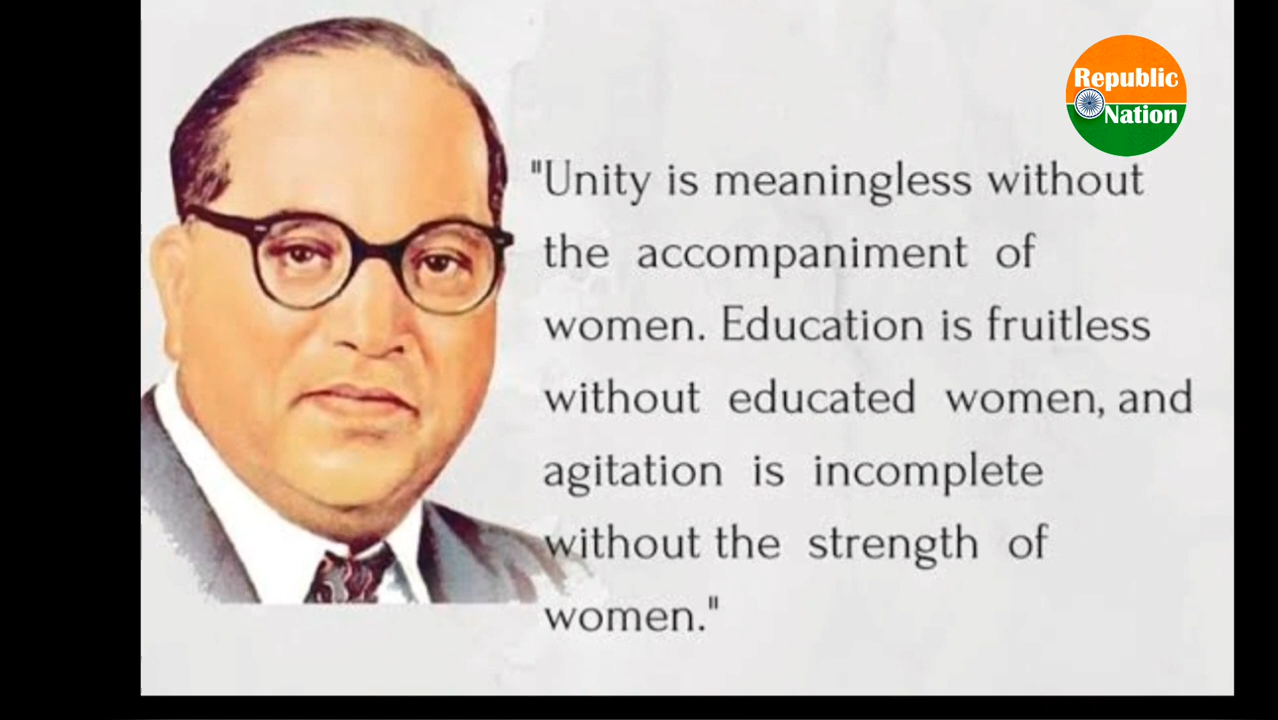 Republic
Nation
"Unity is meaningless without
the accompaniment of
women. Education is fruitless
without educated women, and
agitation is incomplete
without the strength of
women."